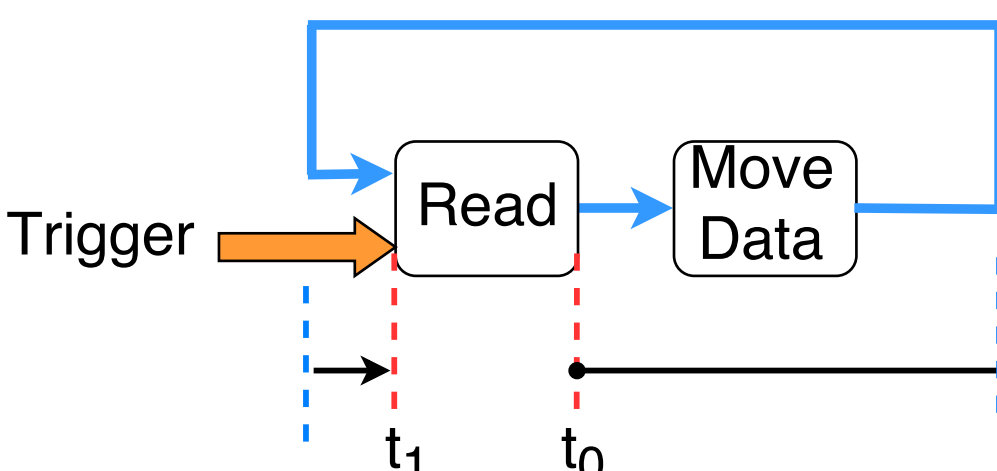 Trigger
Read
Move
Data
t₁
t₀